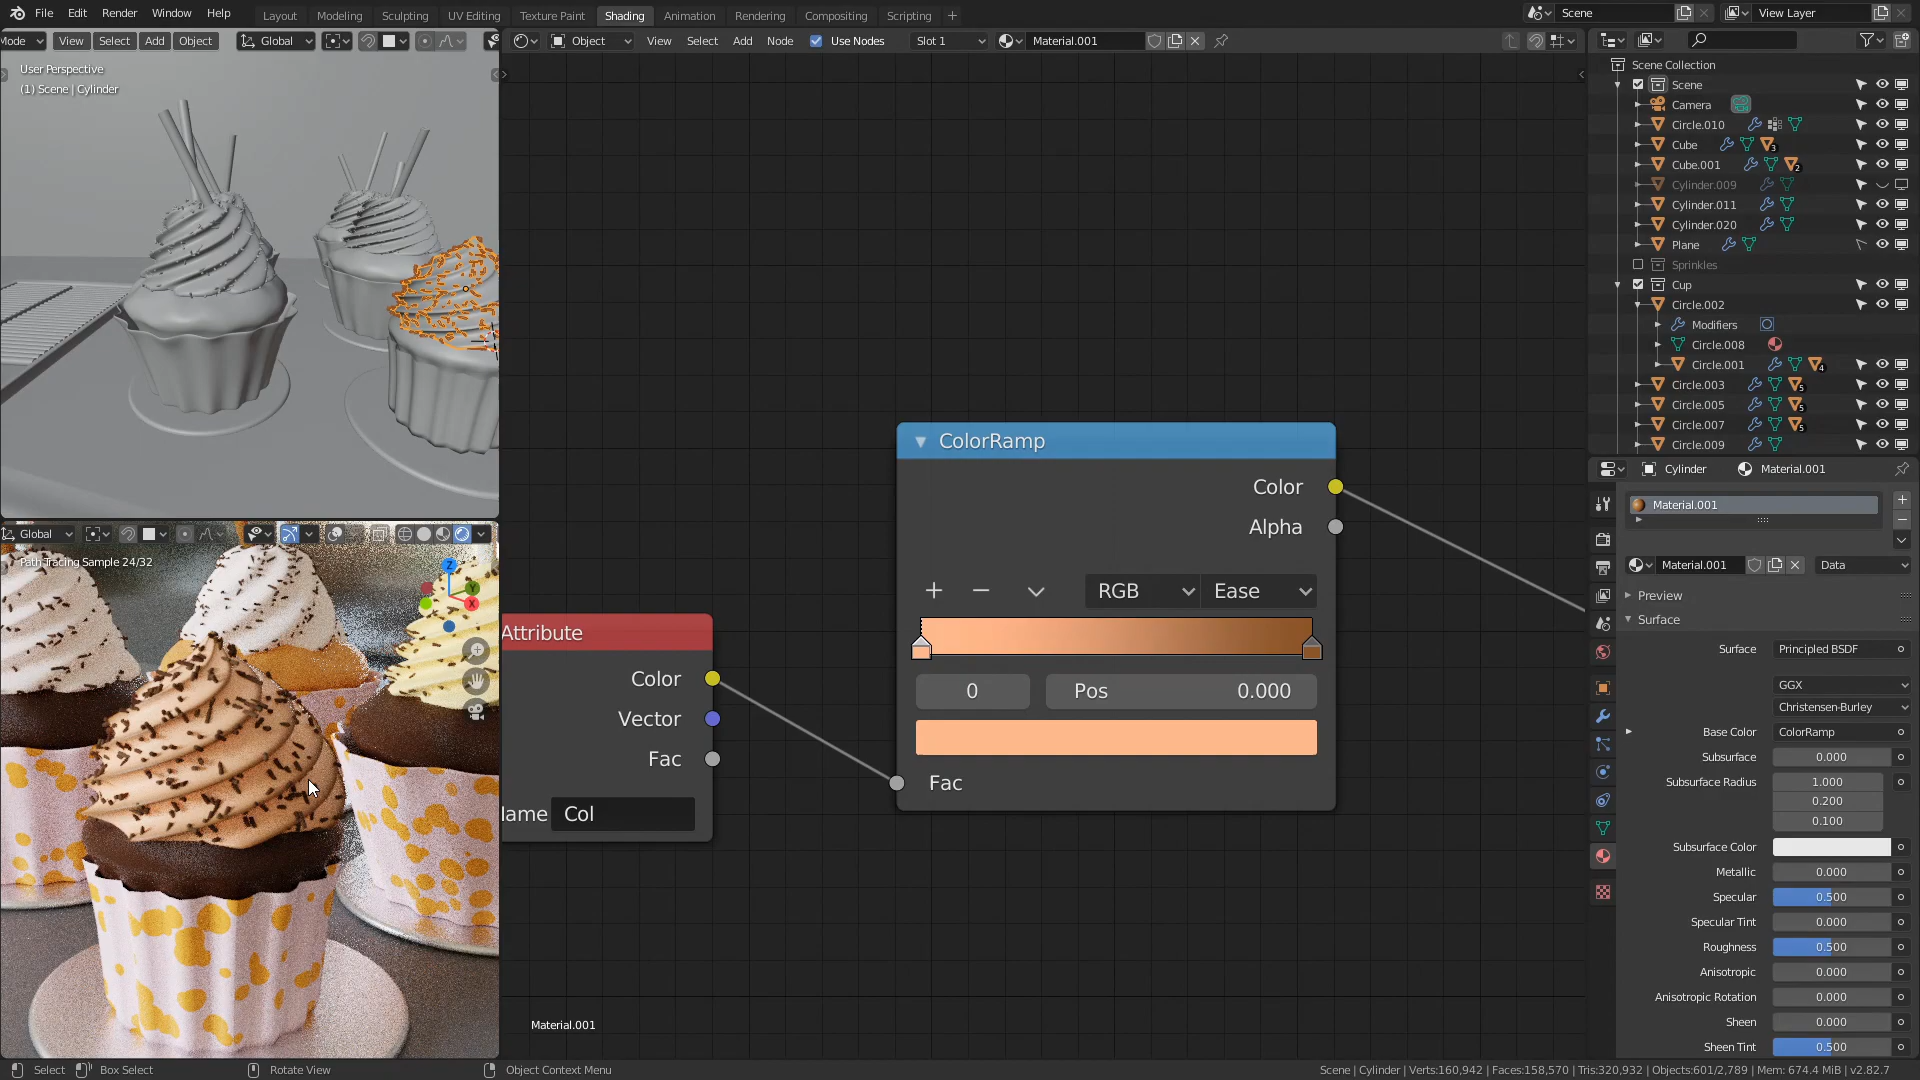 File Edit Render Window Help
Layout Modeling Sculpting UV Editing Texture Paint Shading Animation Rendering Compositing Scripting
Scene
View Layer
Mode View Select Add Object Global
Object View Select Add Node Use Nodes Slot 1 Material.001
User Perspective
(1) Scene | Cylinder
Scene Collection
Scene
Camera
Circle.010
Cube 3
Cube.001 2
Cylinder.009
Cylinder.011
Cylinder.020
Plane
Sprinkles
Cup
Circle.002
Modifiers
Circle.008
Circle.001 4
Circle.003 5
Circle.005 5
Circle.007 5
Circle.009
Global
Path Tracing Sample 24/32
Z
Y
X
Attribute
Color
Vector
Fac
lame Col
ColorRamp
Color
Alpha
RGB Ease
0 Pos 0.000
Fac
Material.001
Cylinder Material.001
Material.001
Material.001 Data
Preview
Surface
Surface Principled BSDF
GGX
Christensen-Burley
Base Color ColorRamp
Subsurface 0.000
Subsurface Radius 1.000
0.200
0.100
Subsurface Color
Metallic 0.000
Specular 0.500
Specular Tint 0.000
Roughness 0.500
Anisotropic 0.000
Anisotropic Rotation 0.000
Sheen 0.000
Sheen Tint 0.500
Select Box Select Rotate View Object Context Menu
Scene | Cylinder | Verts:160,942 | Faces:158,570 | Tris:320,932 | Objects:601/2,789 | Mem: 674.4 MiB | v2.82.7